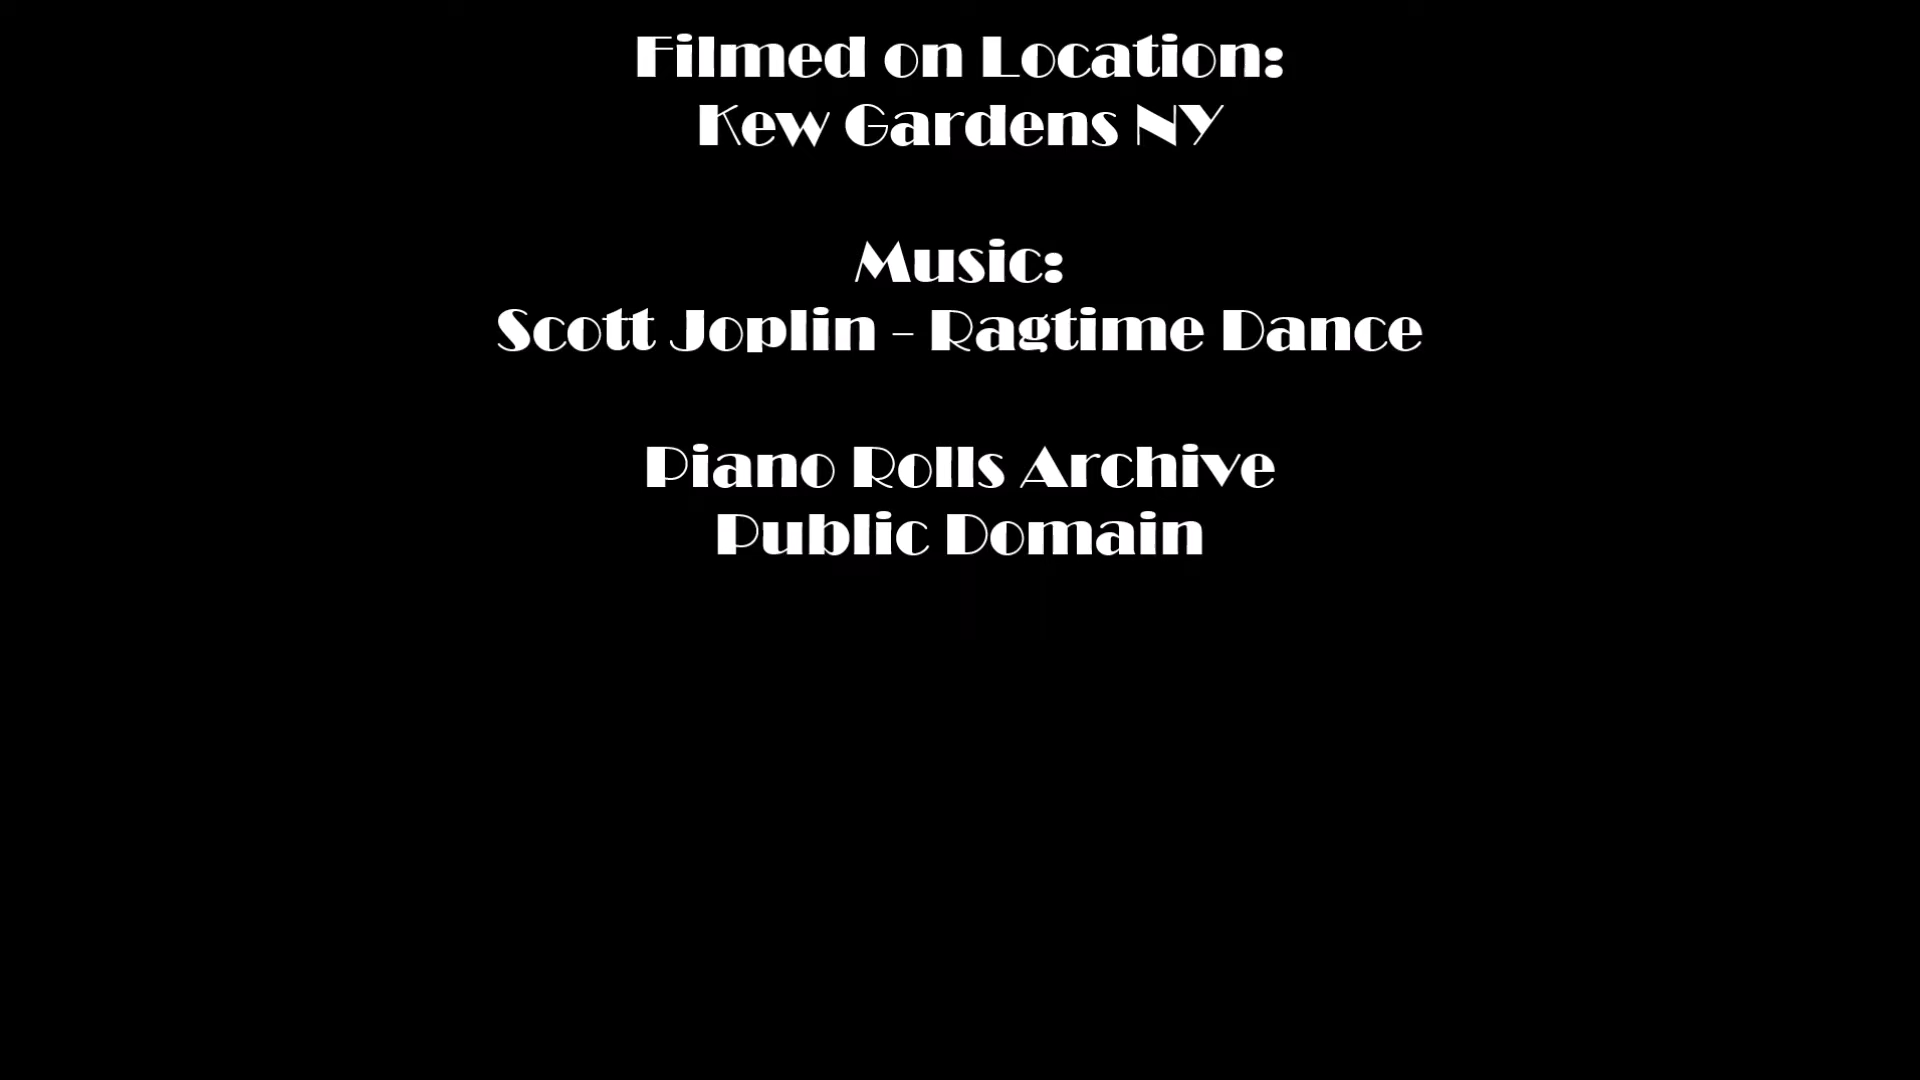 Filmed on Location:
Kew Gardens NY
Music:
Scott Joplin - Ragtime Dance
Piano Rolls Archive
Public Domain